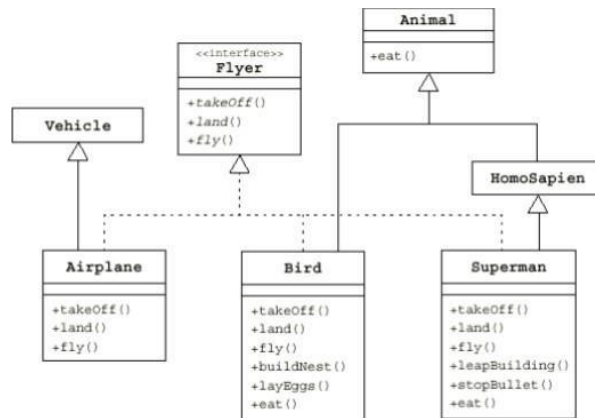 Animal
+eat()
<<interface>>
Flyer
+takeOff()
+land()
+fly()
Vehicle
HomoSapien
Airplane
+takeOff()
+land()
+fly()
Bird
+takeOff()
+land()
+fly()
+buildNest()
+layEggs()
+eat()
Superman
+takeOff()
+land()
+fly()
+leapBuilding()
+stopBullet()
+eat()